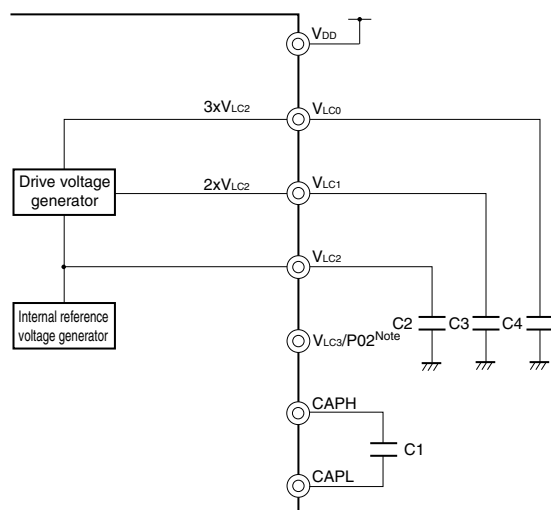 VDD
3xVLC2
VLC0
Drive voltage
generator
2xVLC2
VLC1
VLC2
Internal reference
voltage generator
C2
C3
C4
VLC3/P02Note
CAPH
C1
CAPL